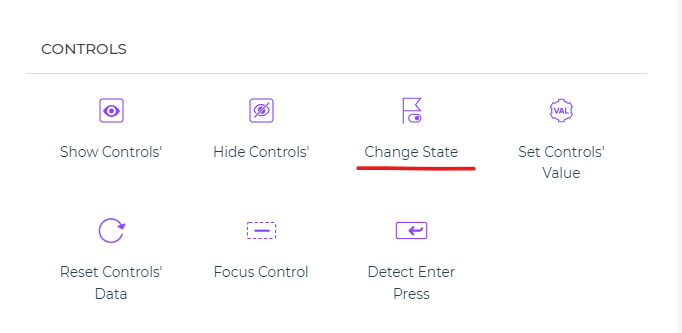 CONTROLS
VAL
Show Controls'
Hide Controls'
Change State
Set Controls'
Value
Reset Controls'
Data
Focus Control
Detect Enter
Press